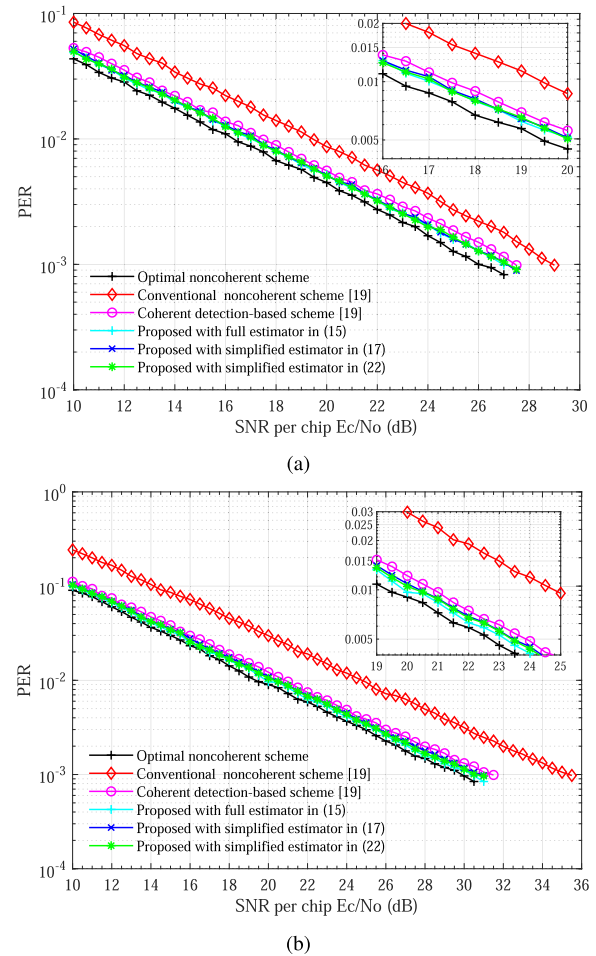 10^-1
10^-2
10^-3
10^-4
PER
0.02
0.015
0.01
0.005
16 17 18 19 20
Optimal noncoherent scheme
Conventional noncoherent scheme [19]
Coherent detection-based scheme [19]
Proposed with full estimator in (15)
Proposed with simplified estimator in (17)
Proposed with simplified estimator in (22)
10 12 14 16 18 20 22 24 26 28 30
SNR per chip Ec/No (dB)
(a)
10^0
10^-1
10^-2
10^-3
10^-4
PER
0.03
0.02
0.015
0.01
0.005
19 20 21 22 23 24 25
Optimal noncoherent scheme
Conventional noncoherent scheme [19]
Coherent detection-based scheme [19]
Proposed with full estimator in (15)
Proposed with simplified estimator in (17)
Proposed with simplified estimator in (22)
10 12 14 16 18 20 22 24 26 28 30 32 34 36
SNR per chip Ec/No (dB)
(b)